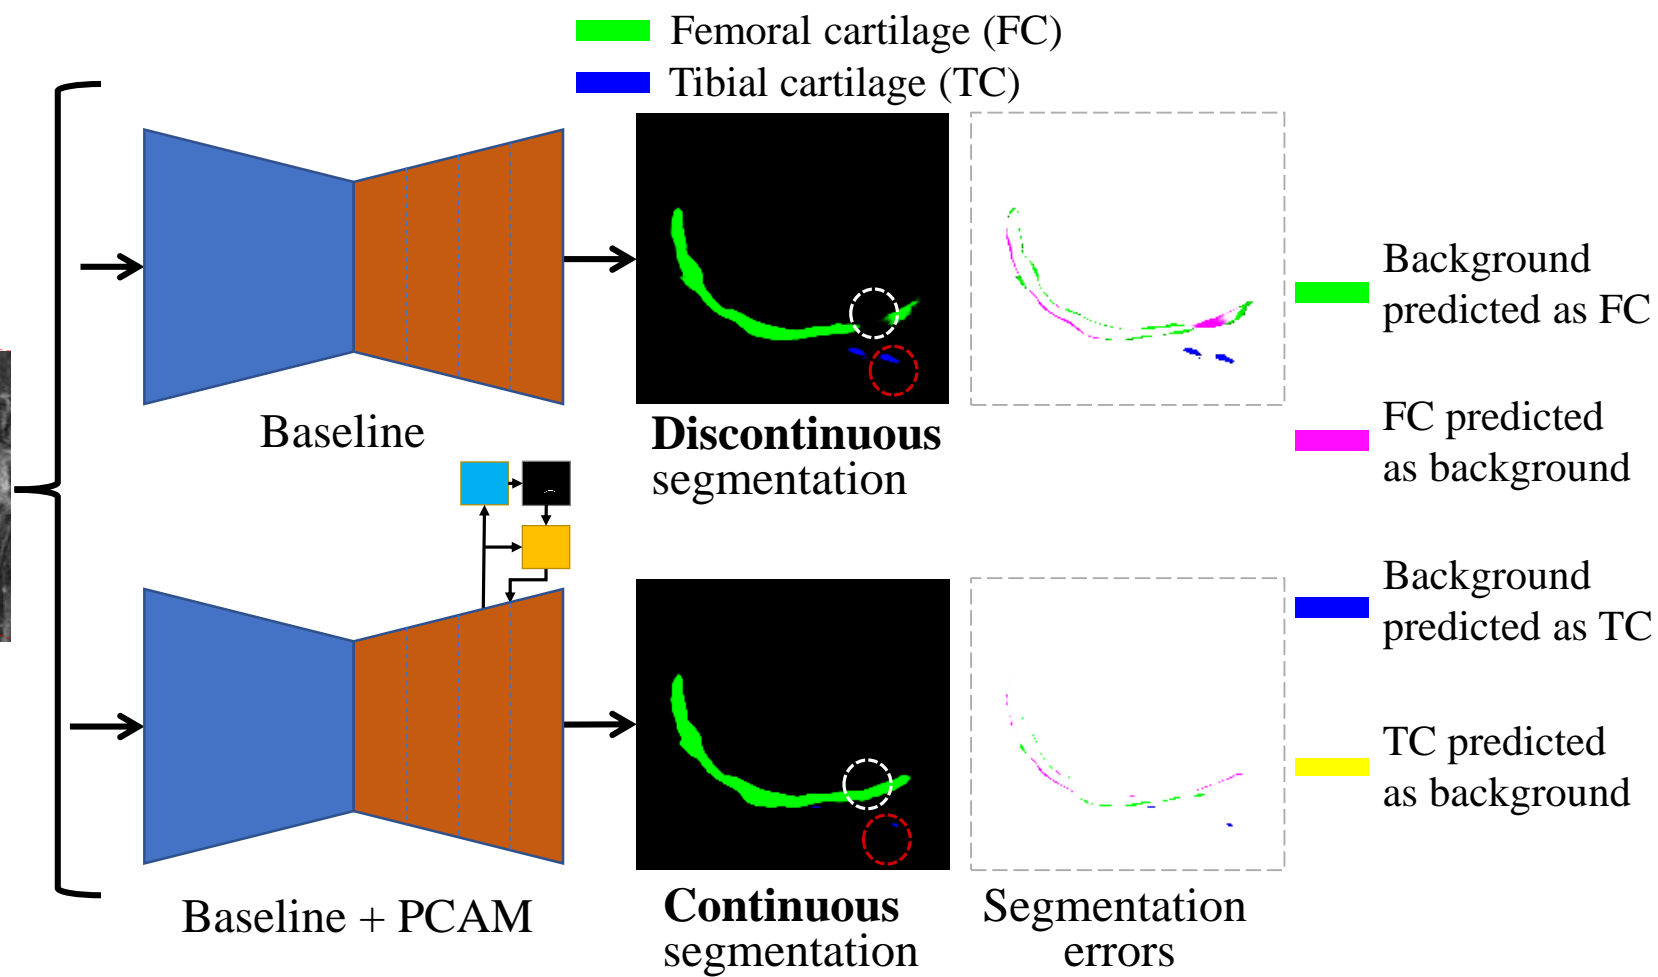 Femoral cartilage (FC)
Tibial cartilage (TC)
Baseline
Discontinuous
segmentation
Background
predicted as FC
FC predicted
as background
Background
predicted as TC
TC predicted
as background
Baseline + PCAM
Continuous
segmentation
Segmentation
errors